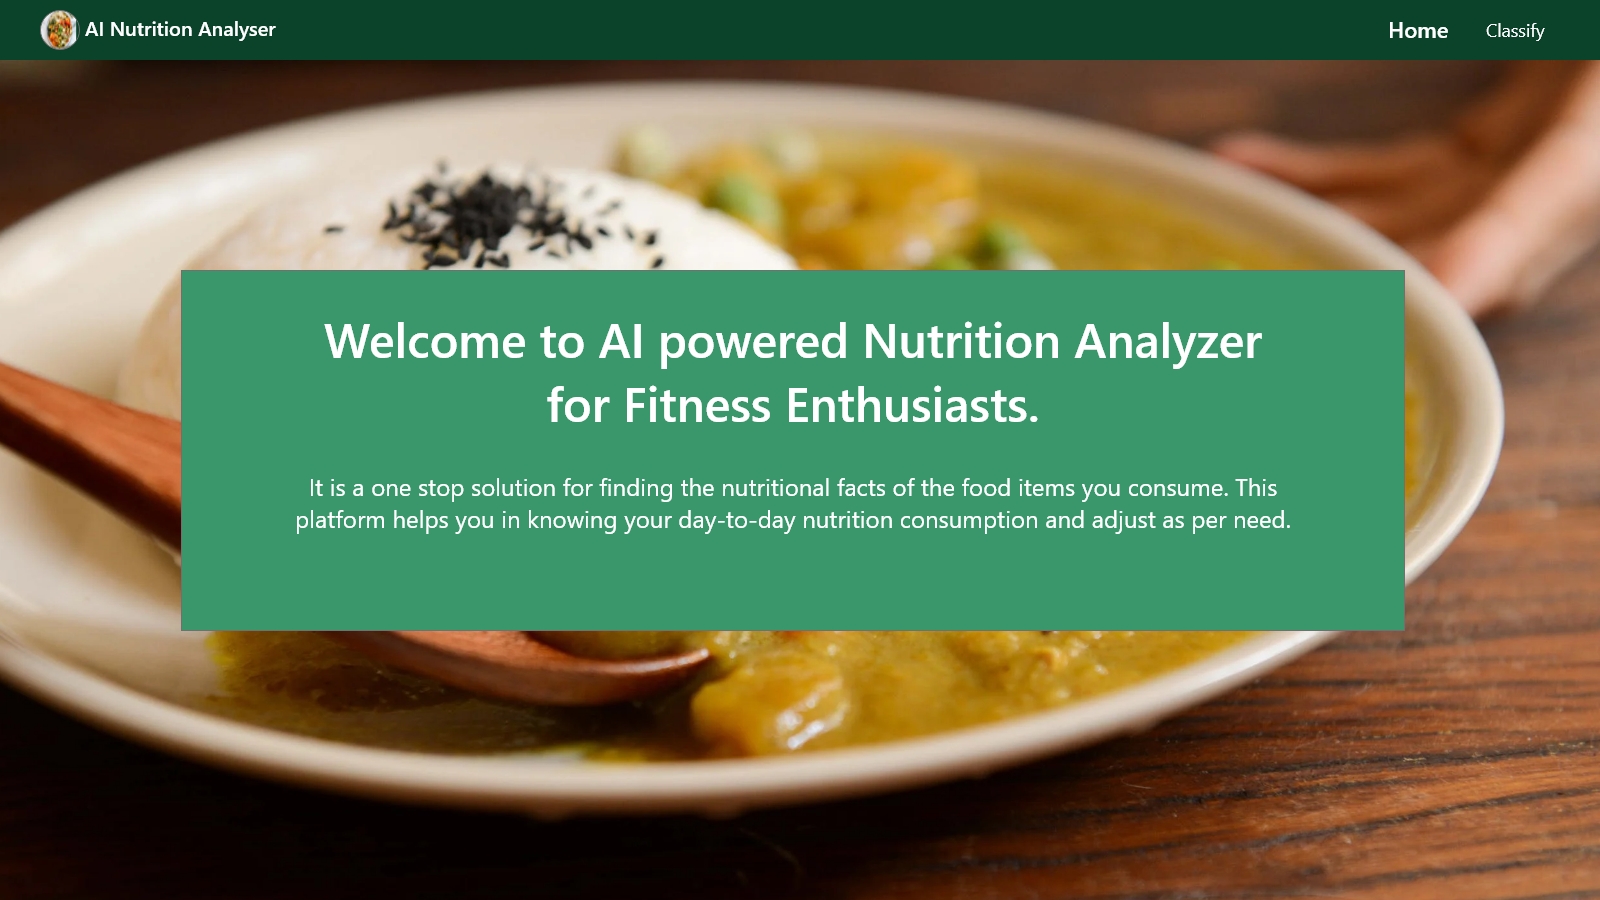 AI Nutrition Analyser
Home
Classify
Welcome to AI powered Nutrition Analyzer
for Fitness Enthusiasts.
It is a one stop solution for finding the nutritional facts of the food items you consume. This
platform helps you in knowing your day-to-day nutrition consumption and adjust as per need.